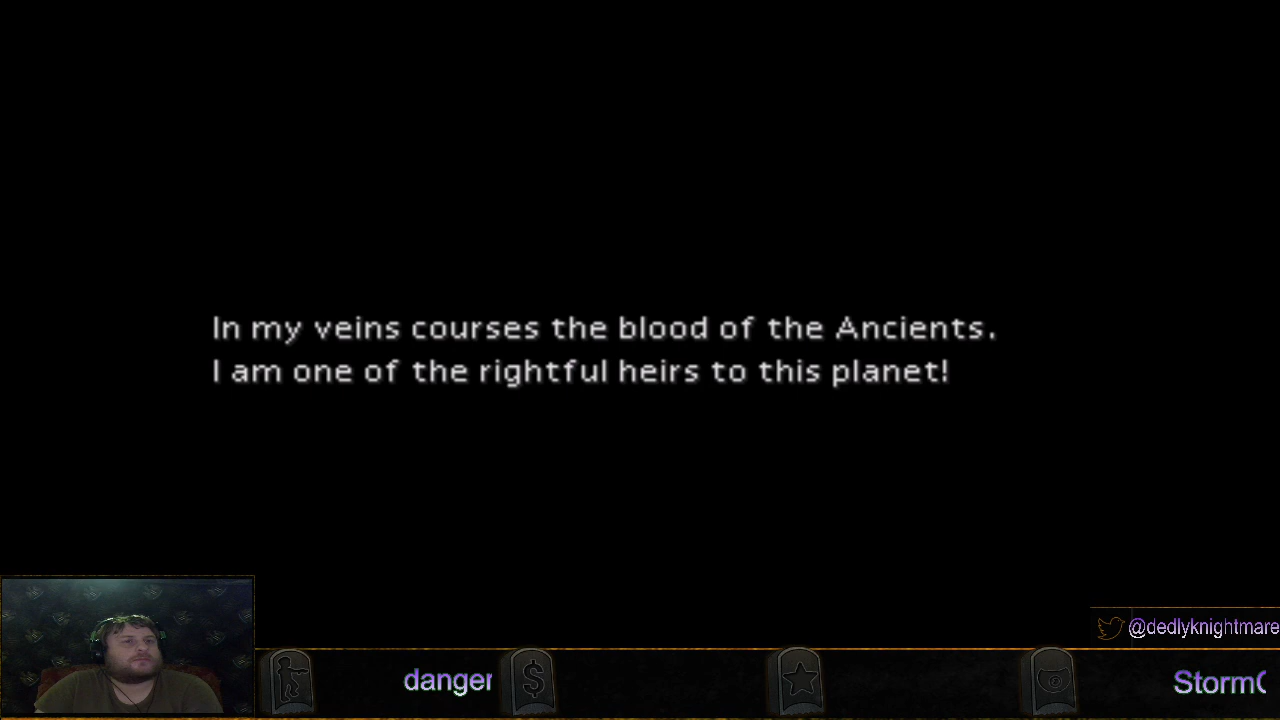 In my veins courses the blood of the Ancients.
I am one of the rightful heirs to this planet!
@dedlyknightmare
danger
$
Storm